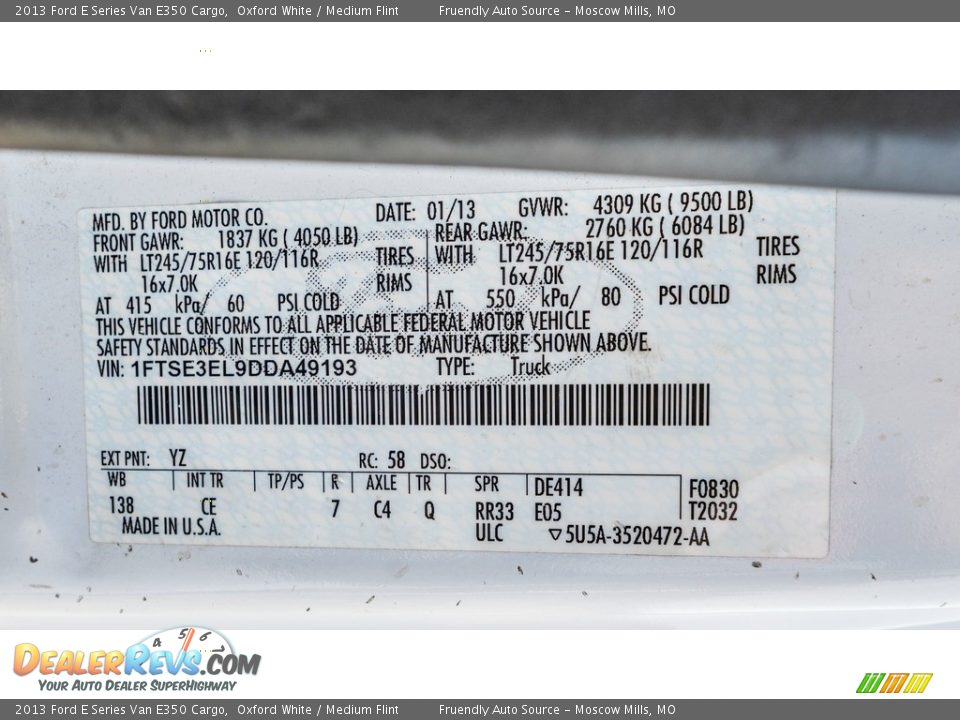 2013 Ford E Series Van E350 Cargo, Oxford White / Medium Flint Fruendly Auto Source – Moscow Mills, MO
MFD. BY FORD MOTOR CO. DATE: 01/13 GVWR: 4309 KG ( 9500 LB)
FRONT GAWR: 1837 KG ( 4050 LB) REAR GAWR: 2760 KG ( 6084 LB)
WITH LT245/75R16E 120/116R TIRES WITH LT245/75R16E 120/116R TIRES
16x7.0K RIMS 16x7.0K RIMS
AT 415 kPa/ 60 PSI COLD AT 550 kPa/ 80 PSI COLD
THIS VEHICLE CONFORMS TO ALL APPLICABLE FEDERAL MOTOR VEHICLE
SAFETY STANDARDS IN EFFECT ON THE DATE OF MANUFACTURE SHOWN ABOVE.
VIN: 1FTSE3EL9DDA49193 TYPE: Truck
EXT PNT: YZ RC: 58 DSO:
WB INT TR TP/PS R AXLE TR SPR DE414 F0830
138 CE 7 C4 Q RR33 E05 T2032
MADE IN U.S.A. ULC ▽5U5A-3520472-AA
4 5 6 7
DEALERREVS.COM
YOUR AUTO DEALER SUPERHIGHWAY
2013 Ford E Series Van E350 Cargo, Oxford White / Medium Flint Fruendly Auto Source – Moscow Mills, MO